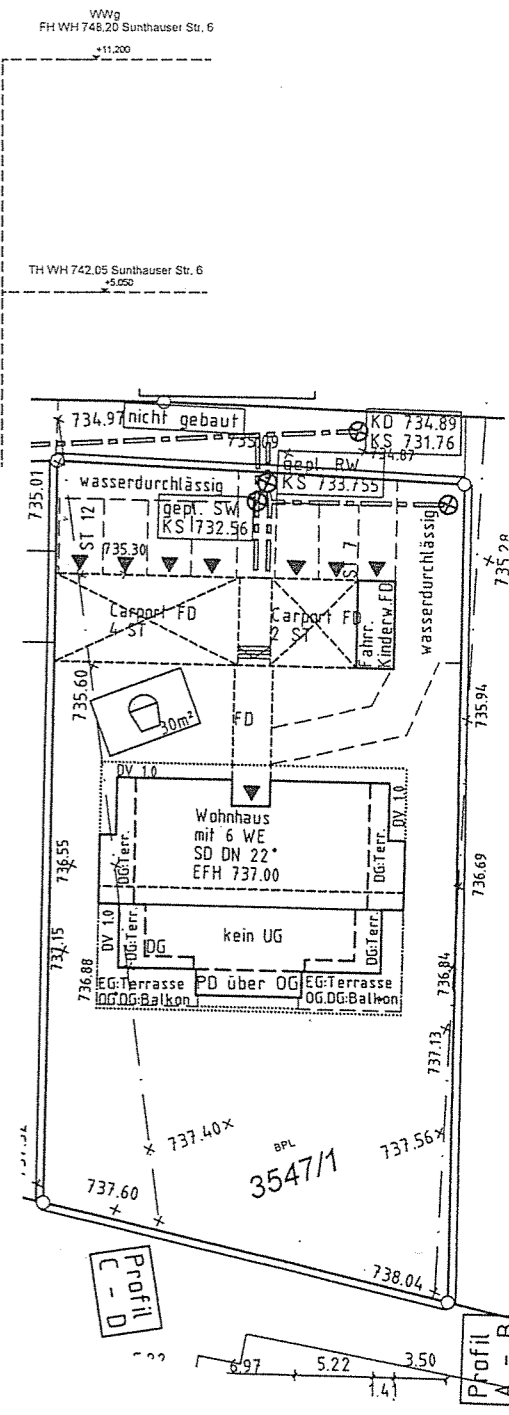 WWg
FH WH 748,20 Sunthauser Str. 6
+11,200
TH WH 742,05 Sunthauser Str. 6
+5,050
734.97
nicht gebaut
735.09
KD 734.89
KS 731.76
734.87
gepl. RW
KS 733.755
735.01
wasserdurchlässig
gepl. SW
KS 732.56
ST 12
735.30
wasserdurchlässig
735.28
Carport FD
4 ST
Carport FD
2 ST
Fahrr.
Kinderw.FD
735.60
30m²
FD
735.94
DV 1.0
DV 1.0
Wohnhaus
mit 6 WE
SD DN 22°
EFH 737.00
DG:Terr.
DG:Terr.
736.55
736.69
kein UG
DV 1.0
DG:Terr.
DG
DG:Terr.
737.15
736.88
EG:Terrasse
OG.DG:Balkon
PD über OG
EG:Terrasse
OG.DG:Balkon
736.84
737.13
737.40
737.56
BPL
3547/1
737.60
738.04
Profil
C - D
Profil
A - B
6.97
5.22
3.50
1.41